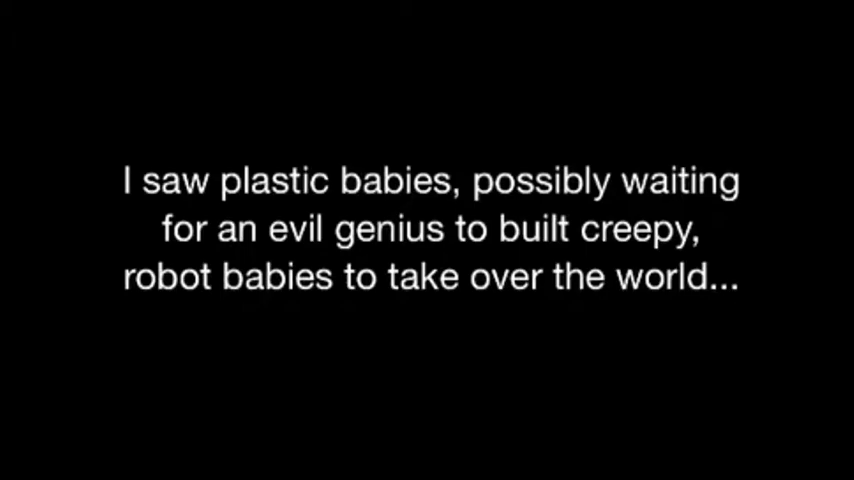 I saw plastic babies, possibly waiting
for an evil genius to built creepy,
robot babies to take over the world...